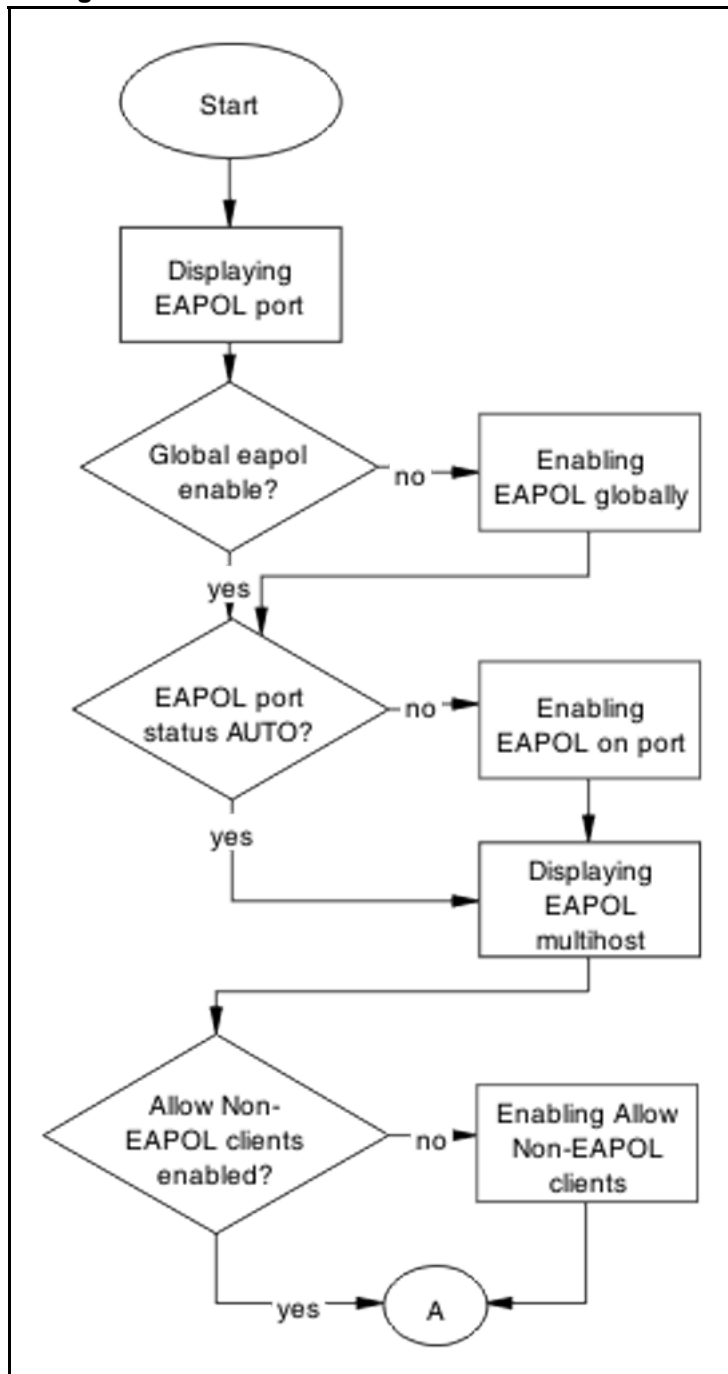 Start
Displaying
EAPOL port
Global eapol
enable?
no
Enabling
EAPOL globally
yes
EAPOL port
status AUTO?
no
Enabling
EAPOL on port
yes
Displaying
EAPOL
multihost
Allow Non-
EAPOL clients
enabled?
no
Enabling Allow
Non-EAPOL
clients
yes
A